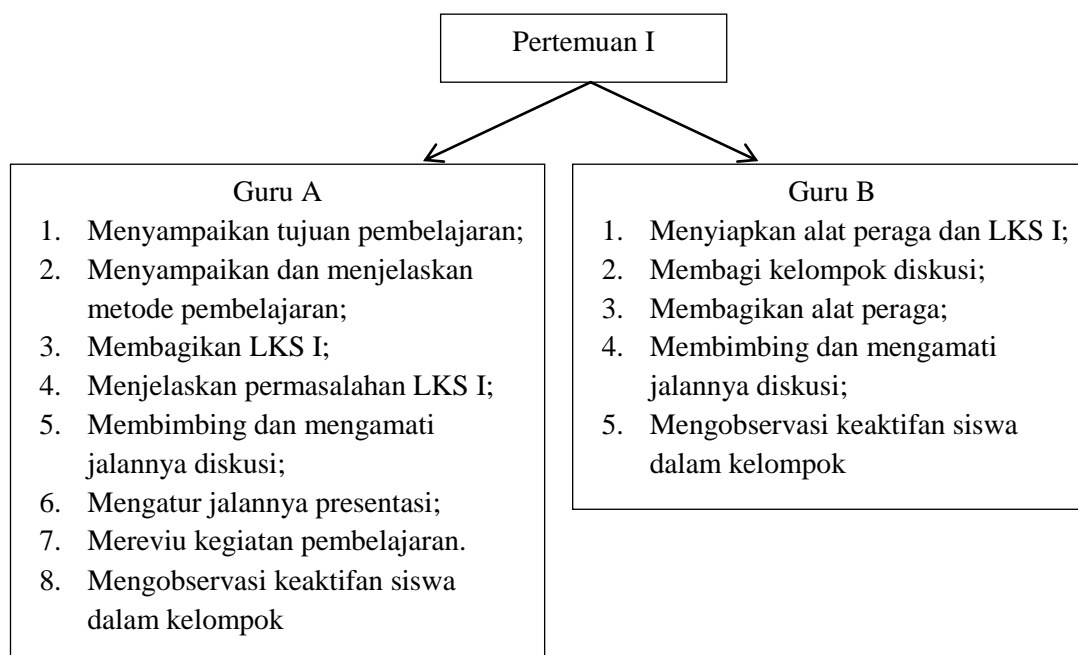 Pertemuan I
Guru A
1. Menyampaikan tujuan pembelajaran;
2. Menyampaikan dan menjelaskan
metode pembelajaran;
3. Membagikan LKS I;
4. Menjelaskan permasalahan LKS I;
5. Membimbing dan mengamati
jalannya diskusi;
6. Mengatur jalannya presentasi;
7. Mereviu kegiatan pembelajaran.
8. Mengobservasi keaktifan siswa
dalam kelompok
Guru B
1. Menyiapkan alat peraga dan LKS I;
2. Membagi kelompok diskusi;
3. Membagikan alat peraga;
4. Membimbing dan mengamati
jalannya diskusi;
5. Mengobservasi keaktifan siswa
dalam kelompok